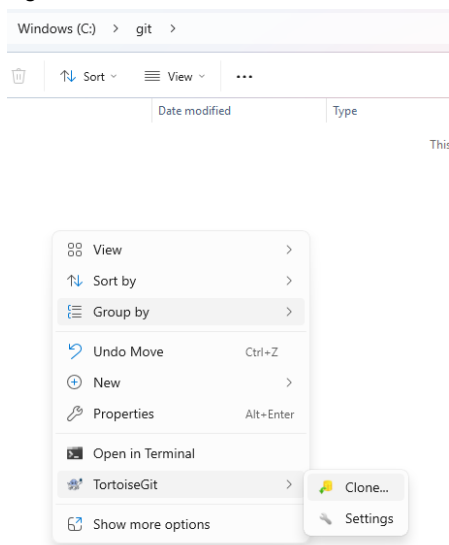 Windows (C:) > git >
Sort View ...
Date modified Type
This
View
Sort by
Group by
Undo Move Ctrl+Z
New
Properties Alt+Enter
Open in Terminal
TortoiseGit
Clone...
Settings
Show more options